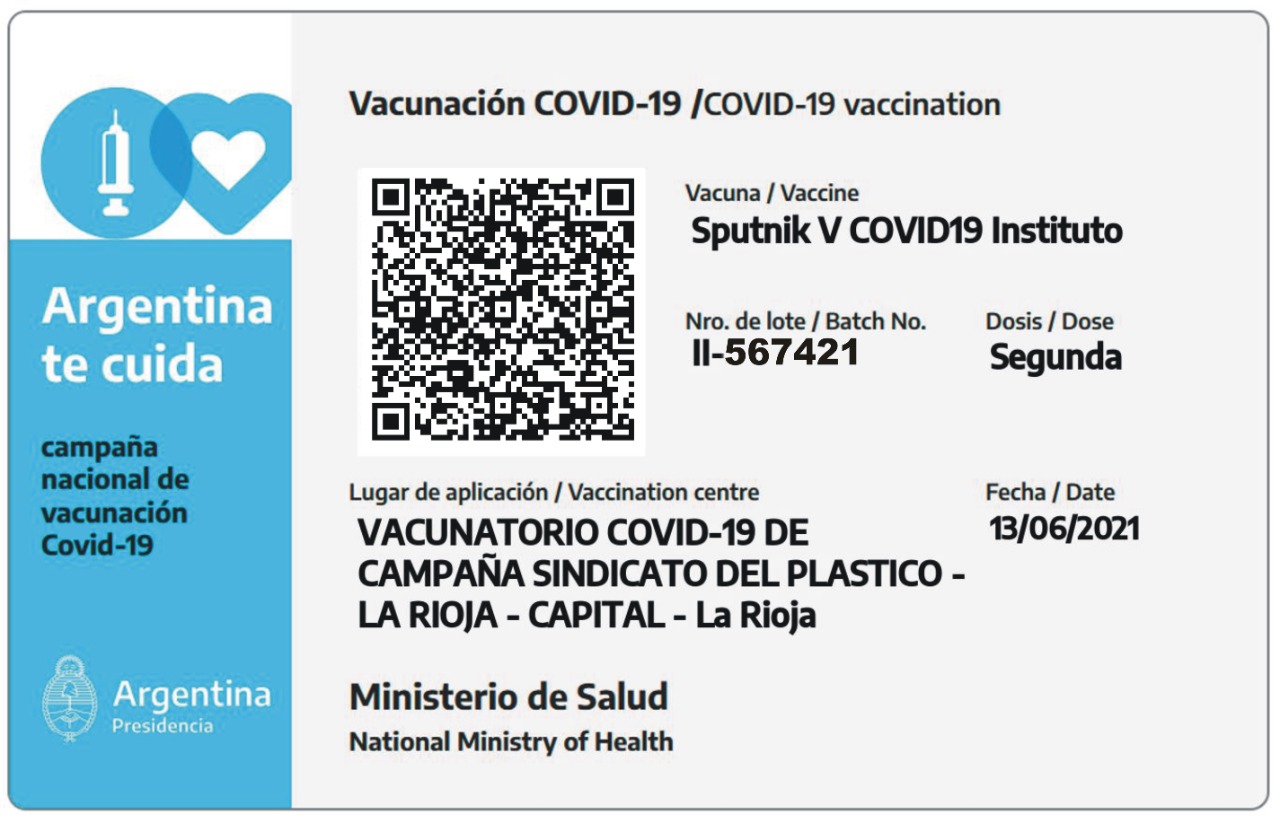 Vacunación COVID-19 /COVID-19 vaccination
Vacuna / Vaccine
Sputnik V COVID19 Instituto
Nro. de lote / Batch No.
II-567421
Dosis / Dose
Segunda
Lugar de aplicación / Vaccination centre
VACUNATORIO COVID-19 DE
CAMPAÑA SINDICATO DEL PLASTICO -
LA RIOJA - CAPITAL - La Rioja
Fecha / Date
13/06/2021
Ministerio de Salud
National Ministry of Health
Argentina
te cuida
campaña
nacional de
vacunación
Covid-19
Argentina
Presidencia